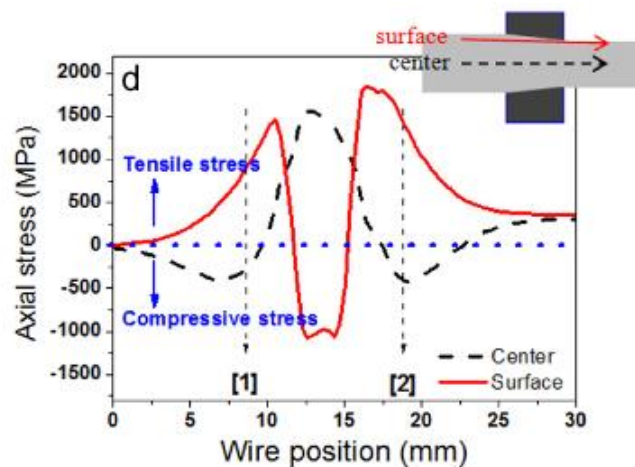 surface
center
d
2000
1500
1000
500
0
-500
-1000
-1500
Axial stress (MPa)
Tensile stress
Compressive stress
[1]
[2]
Center
Surface
0
5
10
15
20
25
30
Wire position (mm)